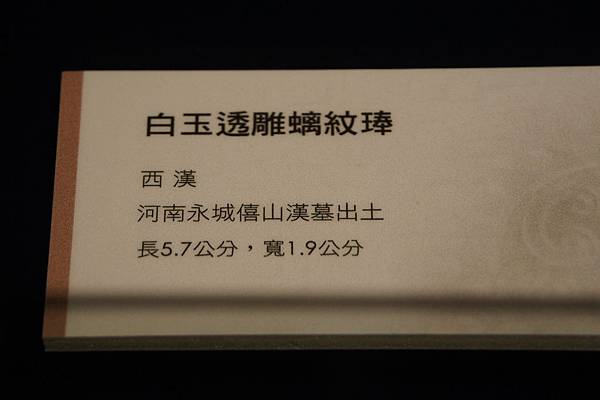 白玉透雕螭紋琫
西漢
河南永城僖山漢墓出土
長5.7公分，寬1.9公分